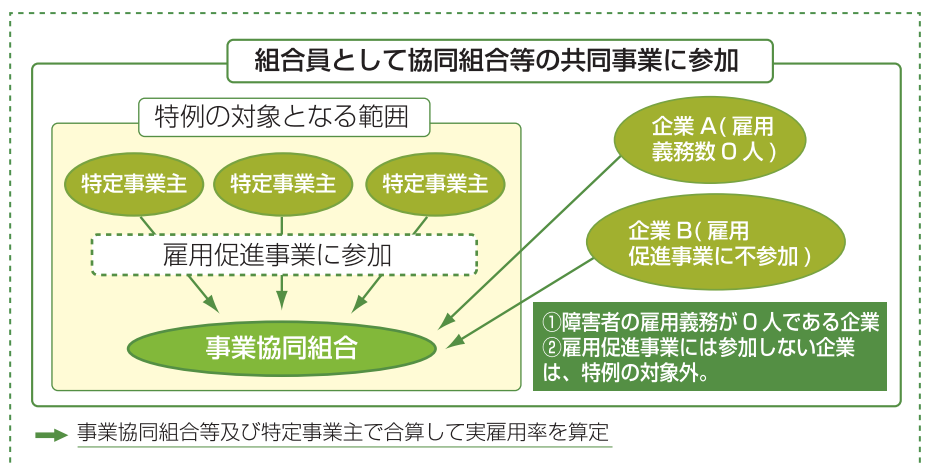 組合員として協同組合等の共同事業に参加
特例の対象となる範囲
特定事業主
特定事業主
特定事業主
雇用促進事業に参加
事業協同組合
企業A(雇用
義務数0人)
企業B(雇用
促進事業に不参加)
①障害者の雇用義務が0人である企業
②雇用促進事業には参加しない企業
は、特例の対象外。
事業協同組合等及び特定事業主で合算して実雇用率を算定